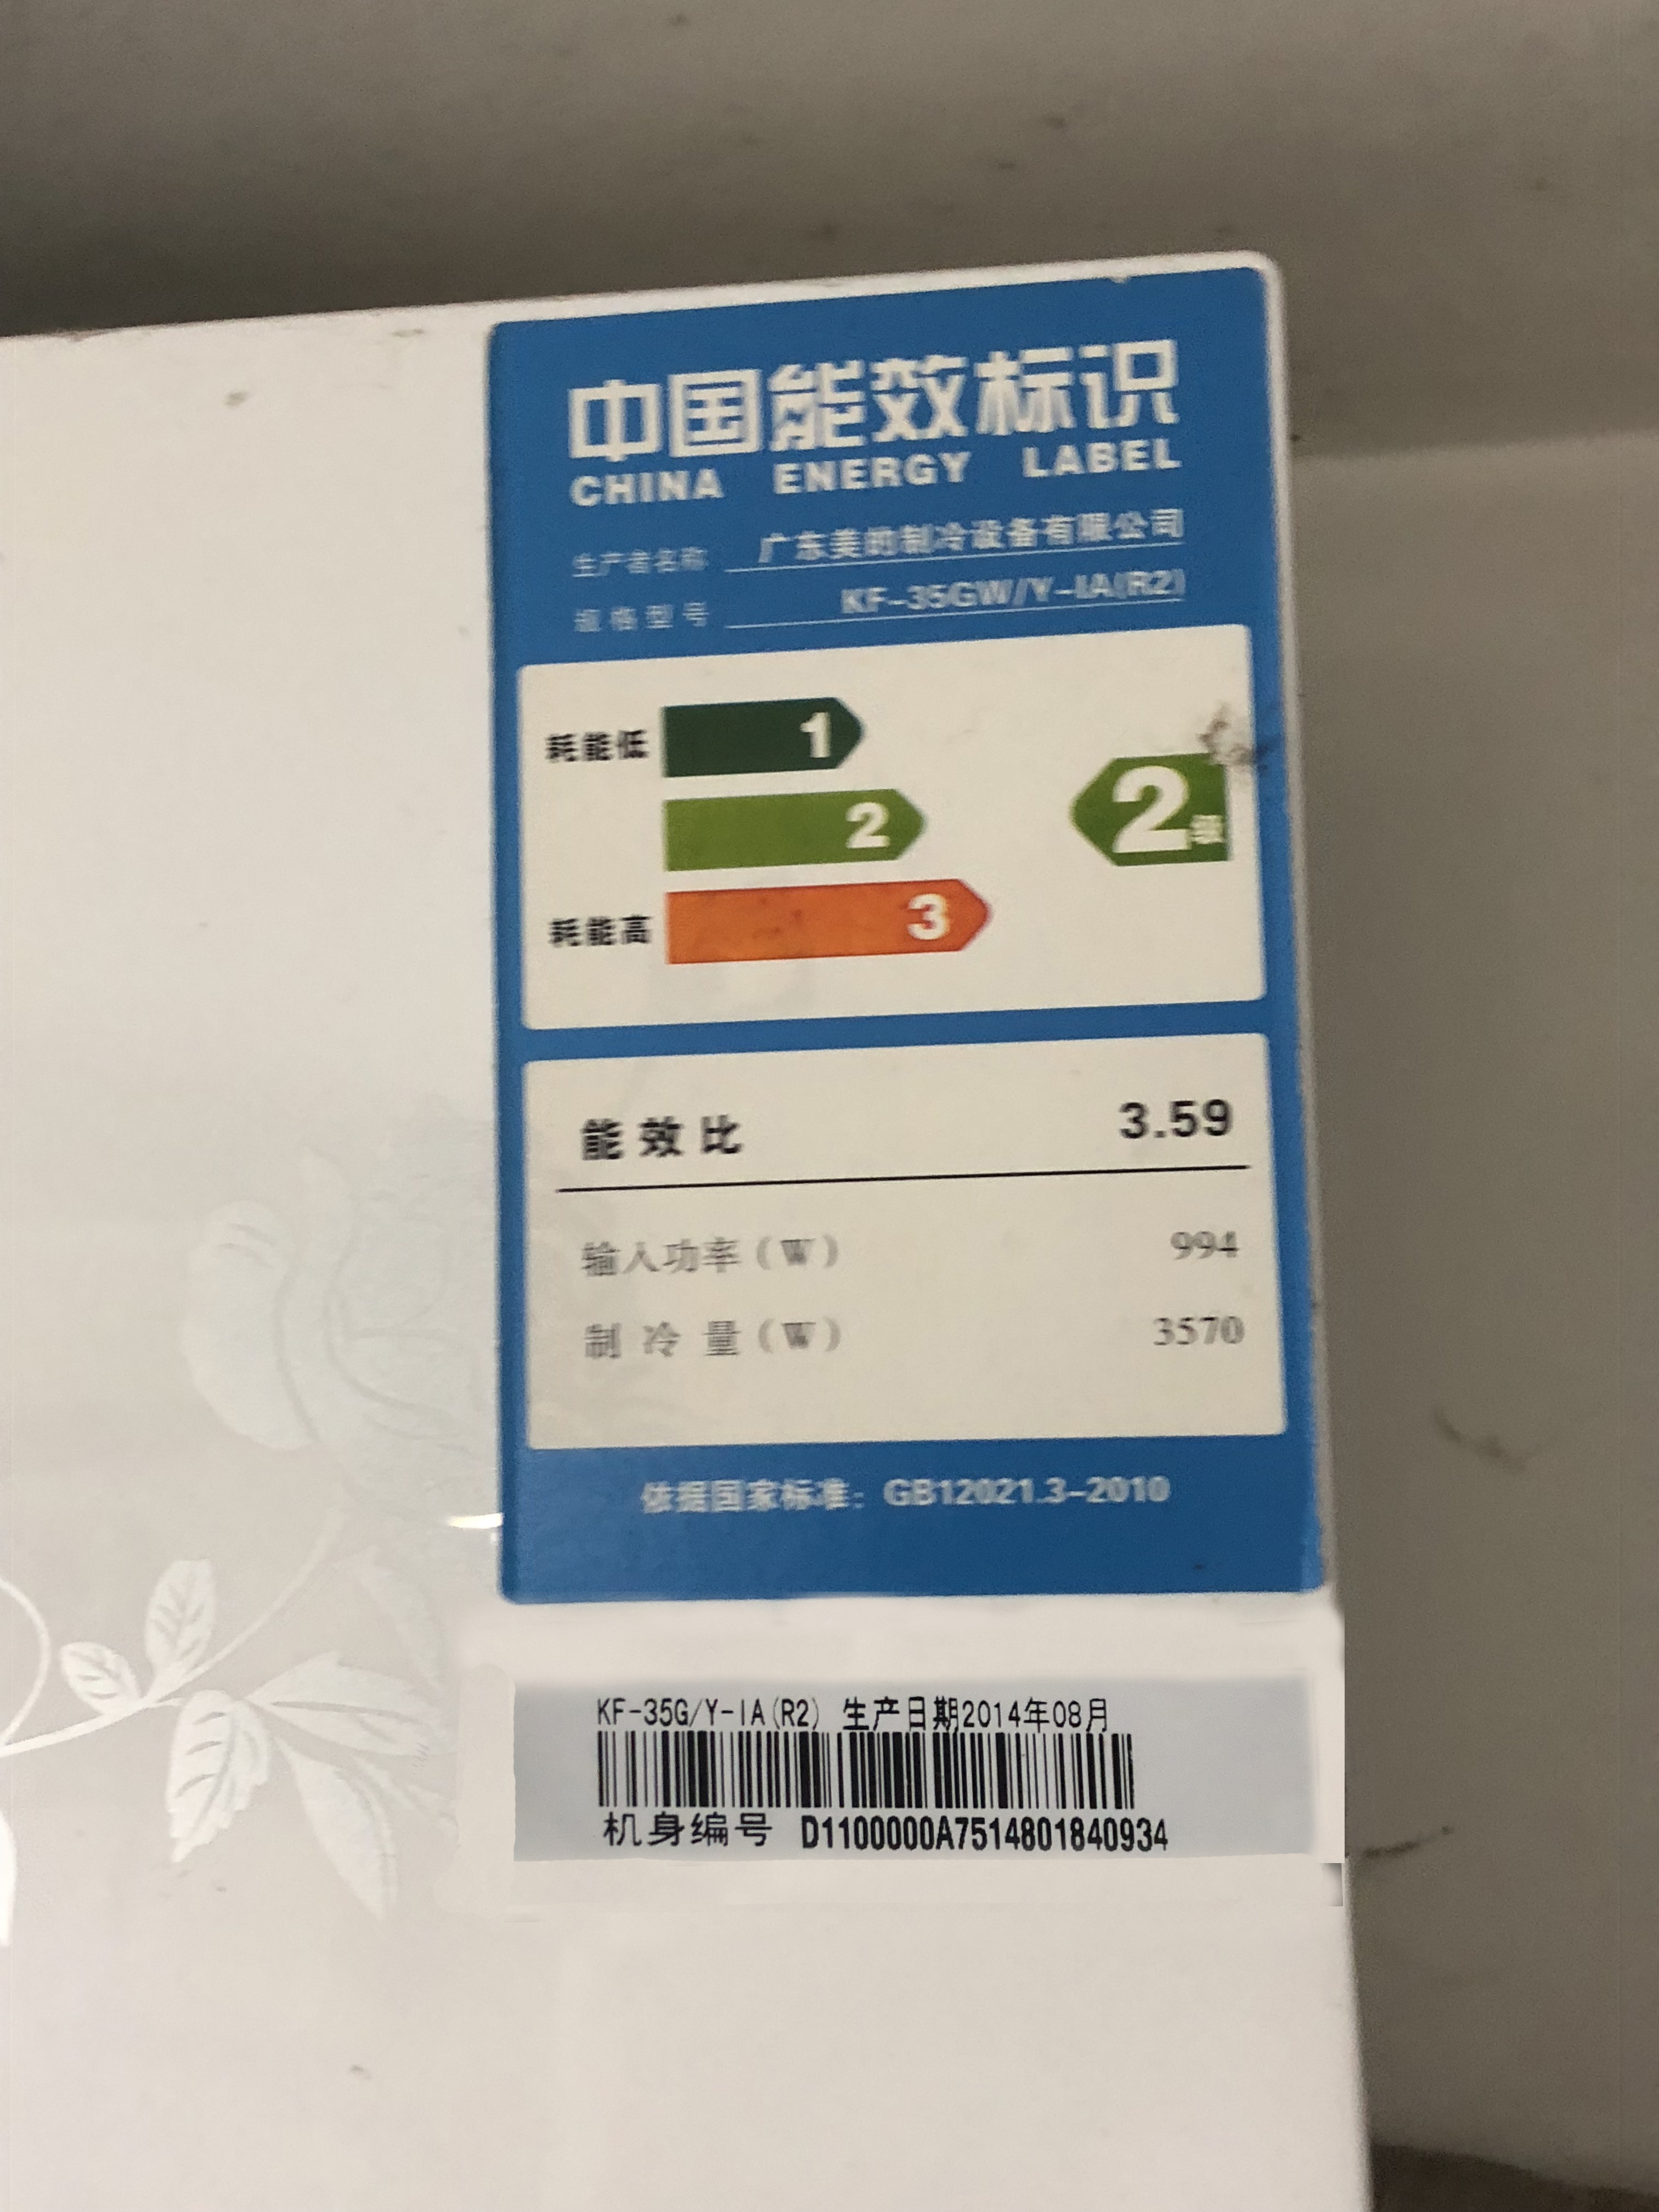 中国能效标识
CHINA ENERGY LABEL
生产者名称 广东美的制冷设备有限公司
规格型号 KF-35GW/Y-IA(R2)
耗能低 1
2 2级
耗能高 3
能效比 3.59
输入功率(W) 994
制冷量(W) 3570
依据国家标准: GB12021.3-2010
KF-35G/Y-IA(R2) 生产日期2014年08月
机身编号 D1100000A7514801840934